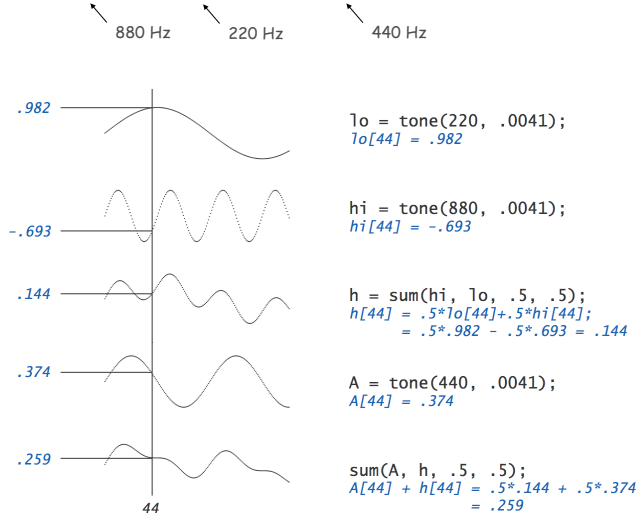 880 Hz
220 Hz
440 Hz
.982
lo = tone(220, .0041);
lo[44] = .982
hi = tone(880, .0041);
-.693
hi[44] = -.693
.144
h = sum(hi, lo, .5, .5);
h[44] = .5*lo[44]+.5*hi[44];
= .5*.982 - .5*.693 = .144
.374
A = tone(440, .0041);
A[44] = .374
.259
sum(A, h, .5, .5);
A[44] + h[44] = .5*.144 + .5*.374
= .259
44